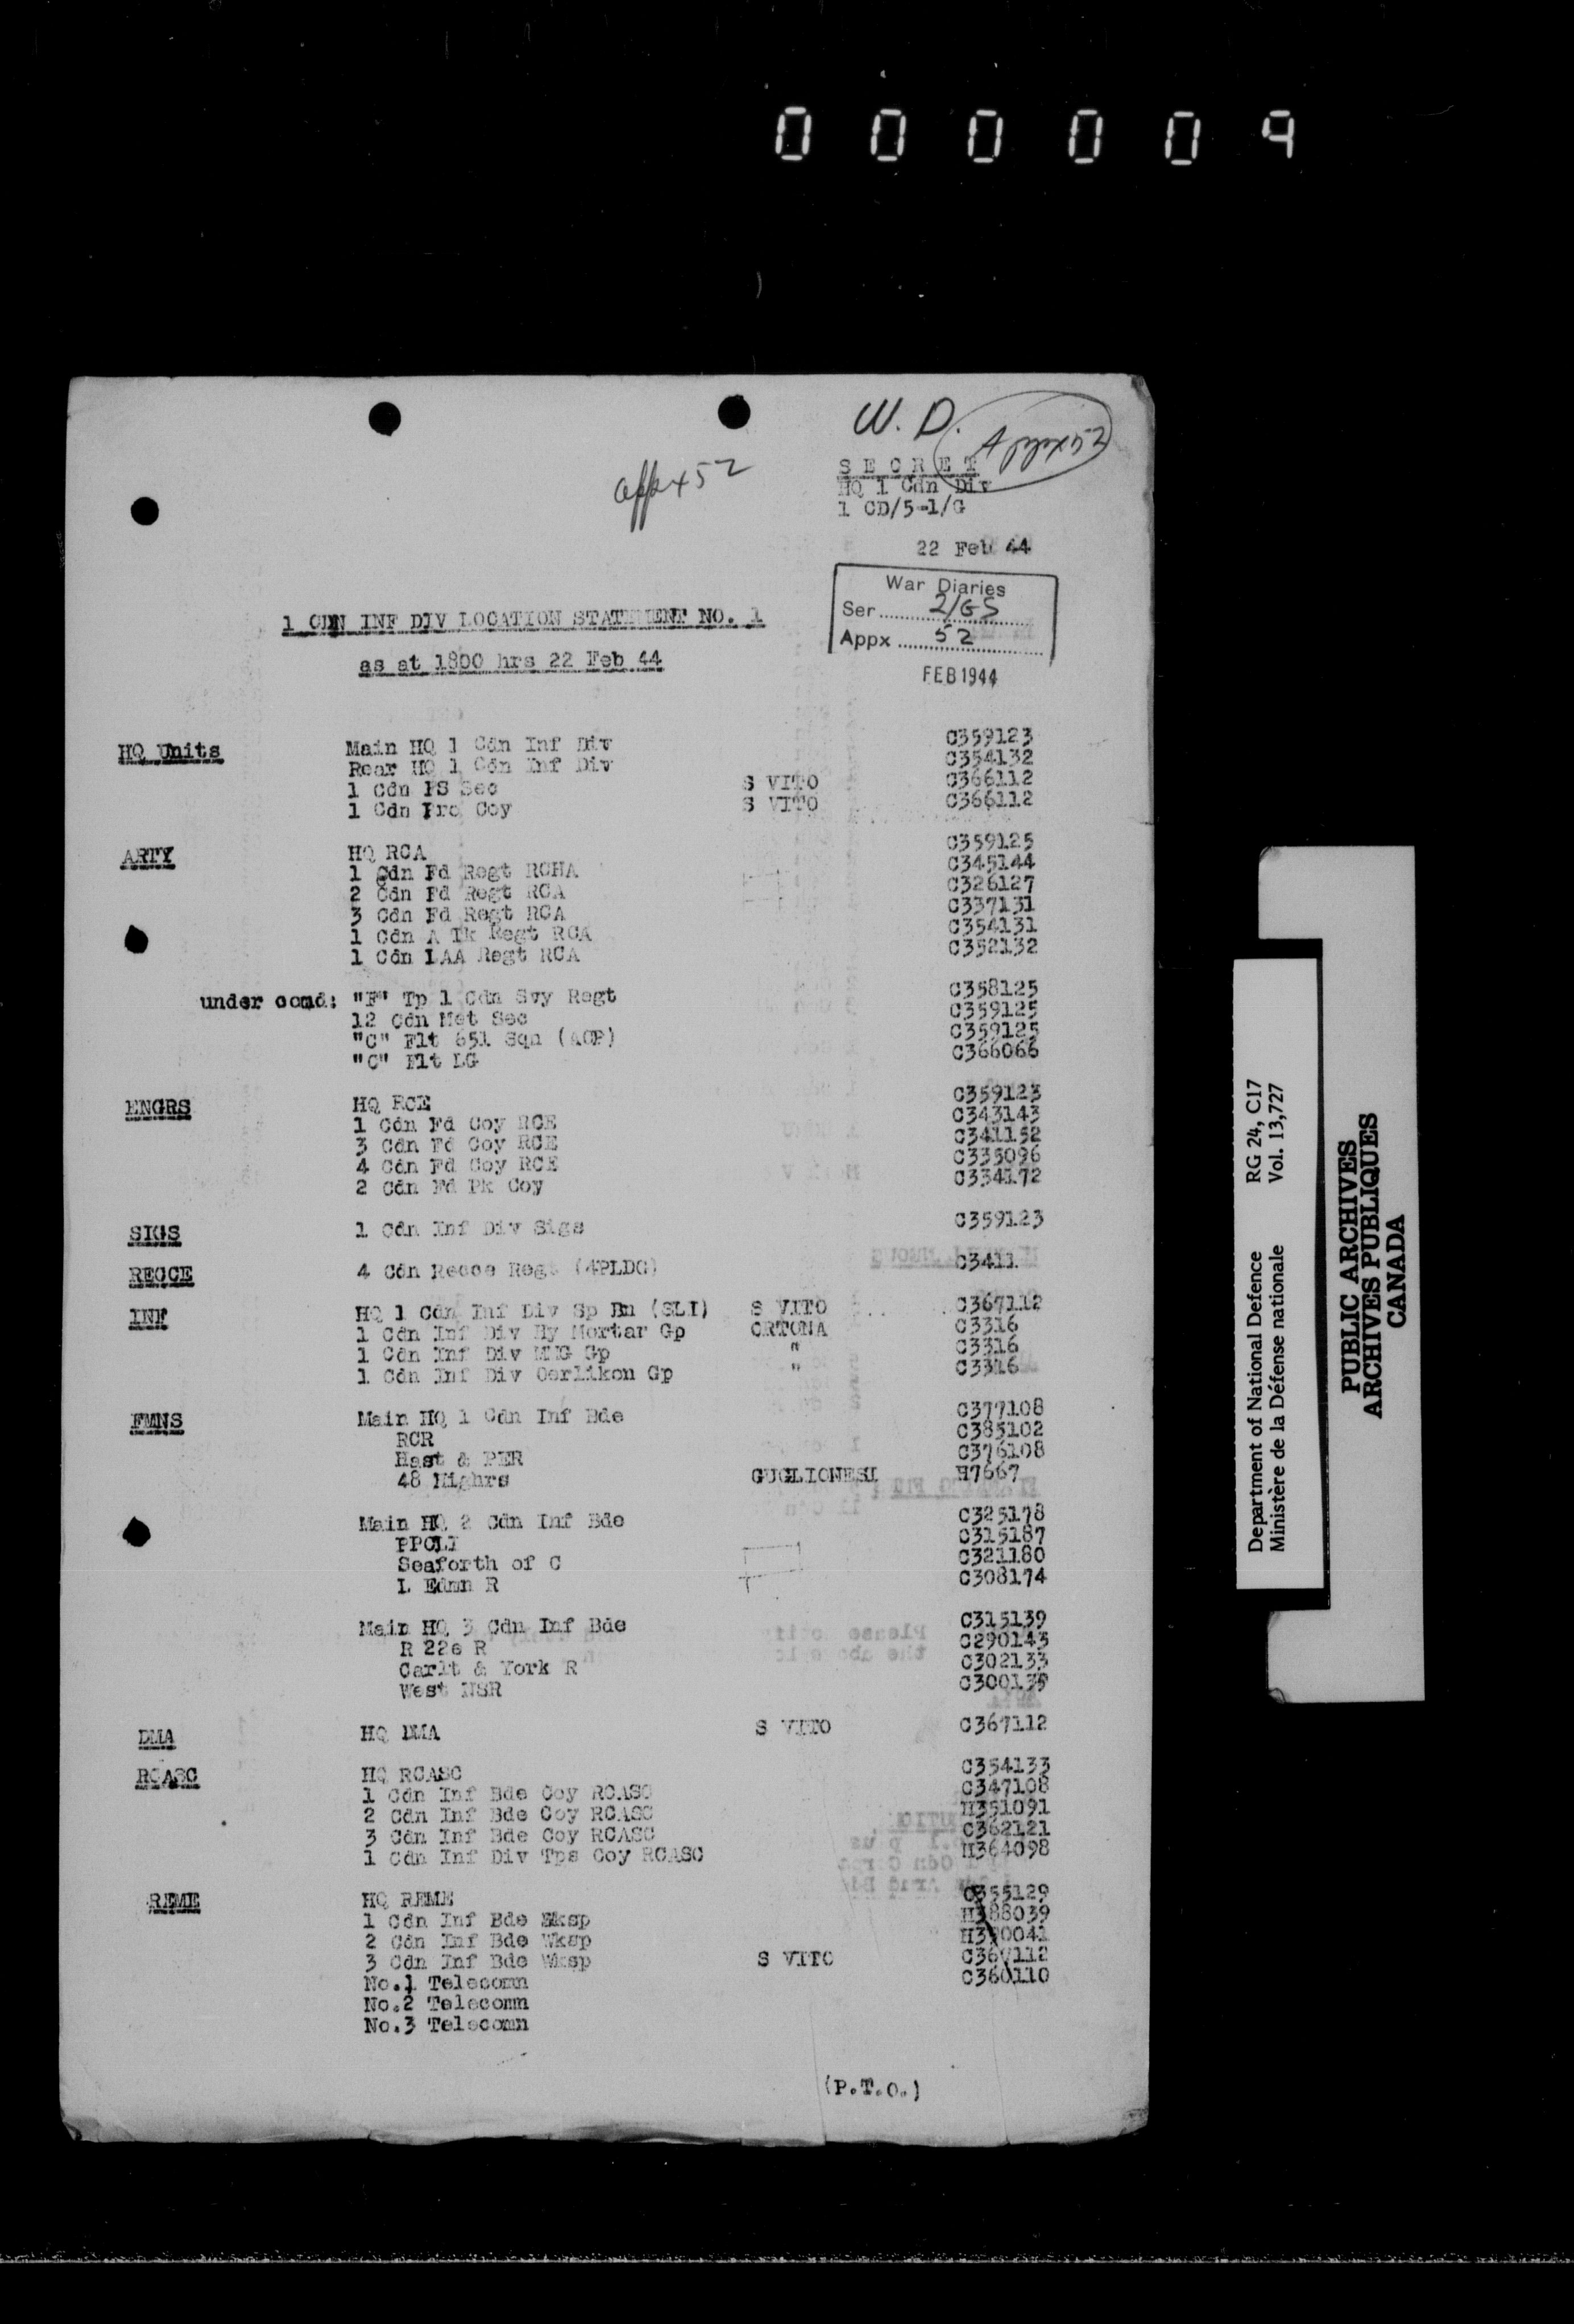 000009
W. D.
Appx 52
appx 52
SECRET
HQ 1 Cdn Div
1 CD/5-1/G
22 Feb 44
War Diaries
Ser 2/GS
Appx 52
FEB 1944
1 CDN INF DIV LOCATION STATEMENT NO. 1
as at 1800 hrs 22 Feb 44
HQ Units Main HQ 1 Cdn Inf Div C359123
Rear HQ 1 Cdn Inf Div C354132
1 Cdn FS Sec S VITO C366112
1 Cdn Pro Coy S VITO C366112
ARTY HQ RCA C359125
1 Cdn Fd Regt RCHA C345144
2 Cdn Fd Regt RCA C326127
3 Cdn Fd Regt RCA C337131
1 Cdn A Tk Regt RCA C354131
1 Cdn LAA Regt RCA C352132
under comd: "F" Tp 1 Cdn Svy Regt C358125
12 Cdn Met Sec C359125
"C" Flt 651 Sqn (AOP) C359125
"C" Flt LG C366066
ENGRS HQ RCE C359123
1 Cdn Fd Coy RCE C343143
3 Cdn Fd Coy RCE C341152
4 Cdn Fd Coy RCE C335096
2 Cdn Fd Pk Coy C334172
SIGS 1 Cdn Inf Div Sigs C359123
RECCE 4 Cdn Recce Regt (4PLDG) C3411
INF HQ 1 Cdn Inf Div Sp Bn (SLI) S VITO C367112
1 Cdn Inf Div Hy Mortar Gp ORTONA C3316
1 Cdn Inf Div MMG Gp " C3316
1 Cdn Inf Div Oerlikon Gp " C3316
FMNS Main HQ 1 Cdn Inf Bde C377108
RCR C385102
Hast & PER C376108
48 Highrs GUGLIONESI H7667
Main HQ 2 Cdn Inf Bde C325178
PPCLI C315187
Seaforth of C C321180
L Edmn R C308174
Main HQ 3 Cdn Inf Bde C315139
R 22e R C290143
Carlt & York R C302133
West NSR C300135
DMA HQ DMA S VITO C367112
RCASC HQ RCASC C354133
1 Cdn Inf Bde Coy RCASC C347108
2 Cdn Inf Bde Coy RCASC H351091
3 Cdn Inf Bde Coy RCASC C362121
1 Cdn Inf Div Tps Coy RCASC H364098
REME HQ REME C355129
1 Cdn Inf Bde Wksp H388039
2 Cdn Inf Bde Wksp H390041
3 Cdn Inf Bde Wksp S VITO C367112
No.1 Telecomm C360110
No.2 Telecomm
No.3 Telecomm
(P.T.O.)
Department of National Defence RG 24, C17
Ministère de la Défense nationale Vol. 13,727
PUBLIC ARCHIVES
ARCHIVES PUBLIQUES
CANADA